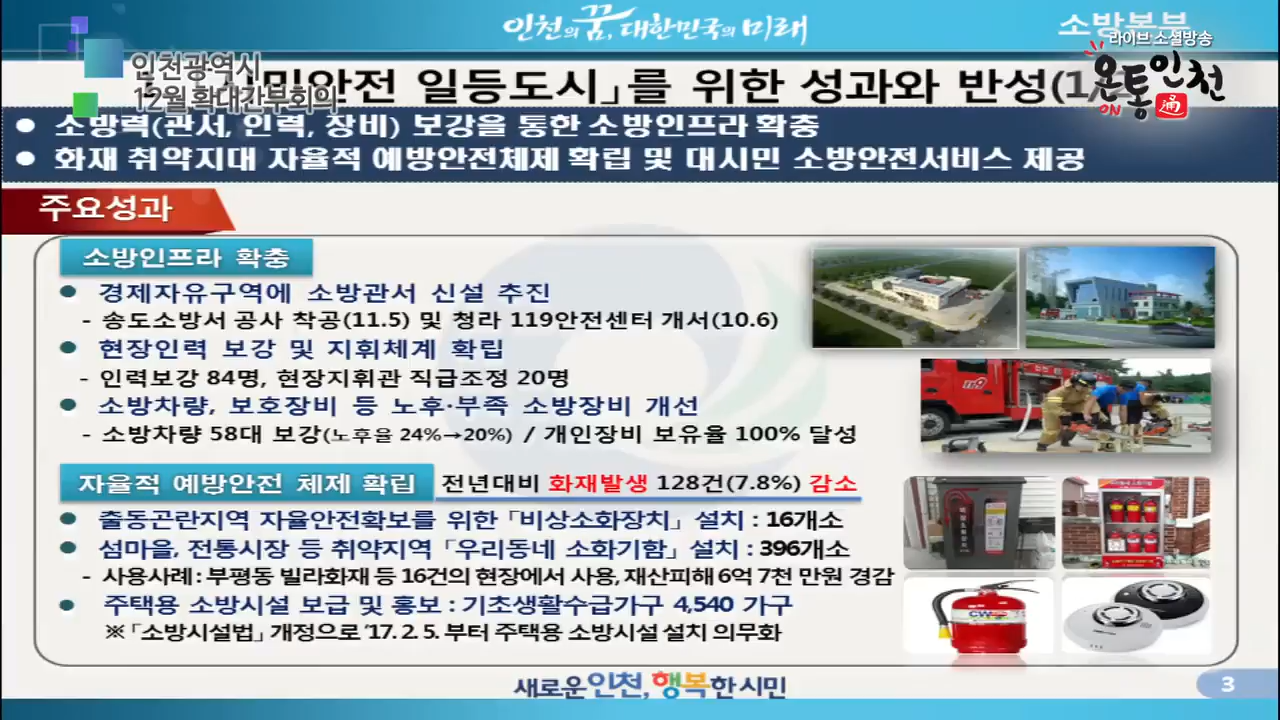 인천의 꿈, 대한민국의 미래
소방본부
라이브 소셜방송
온통인천
ON 通
인천광역시
12월 확대간부회의
안전 일등도시」를 위한 성과와 반성(1/
● 소방력(관서, 인력, 장비) 보강을 통한 소방인프라 확충
● 화재 취약지대 자율적 예방안전체제 확립 및 대시민 소방안전서비스 제공
주요성과
소방인프라 확충
● 경제자유구역에 소방관서 신설 추진
- 송도소방서 공사 착공(11.5) 및 청라 119안전센터 개서(10.6)
● 현장인력 보강 및 지휘체계 확립
- 인력보강 84명, 현장지휘관 직급조정 20명
● 소방차량, 보호장비 등 노후·부족 소방장비 개선
- 소방차량 58대 보강(노후율 24%→20%) / 개인장비 보유율 100% 달성
119
자율적 예방안전 체제 확립 전년대비 화재발생 128건(7.8%) 감소
● 출동곤란지역 자율안전확보를 위한 「비상소화장치」 설치 : 16개소
● 섬마을, 전통시장 등 취약지역 「우리동네 소화기함」 설치 : 396개소
- 사용사례 : 부평동 빌라화재 등 16건의 현장에서 사용, 재산피해 6억 7천 만원 경감
● 주택용 소방시설 보급 및 홍보 : 기초생활수급가구 4,540 가구
※ 「소방시설법」 개정으로 '17. 2. 5. 부터 주택용 소방시설 설치 의무화
새로운 인천, 행복한 시민
3